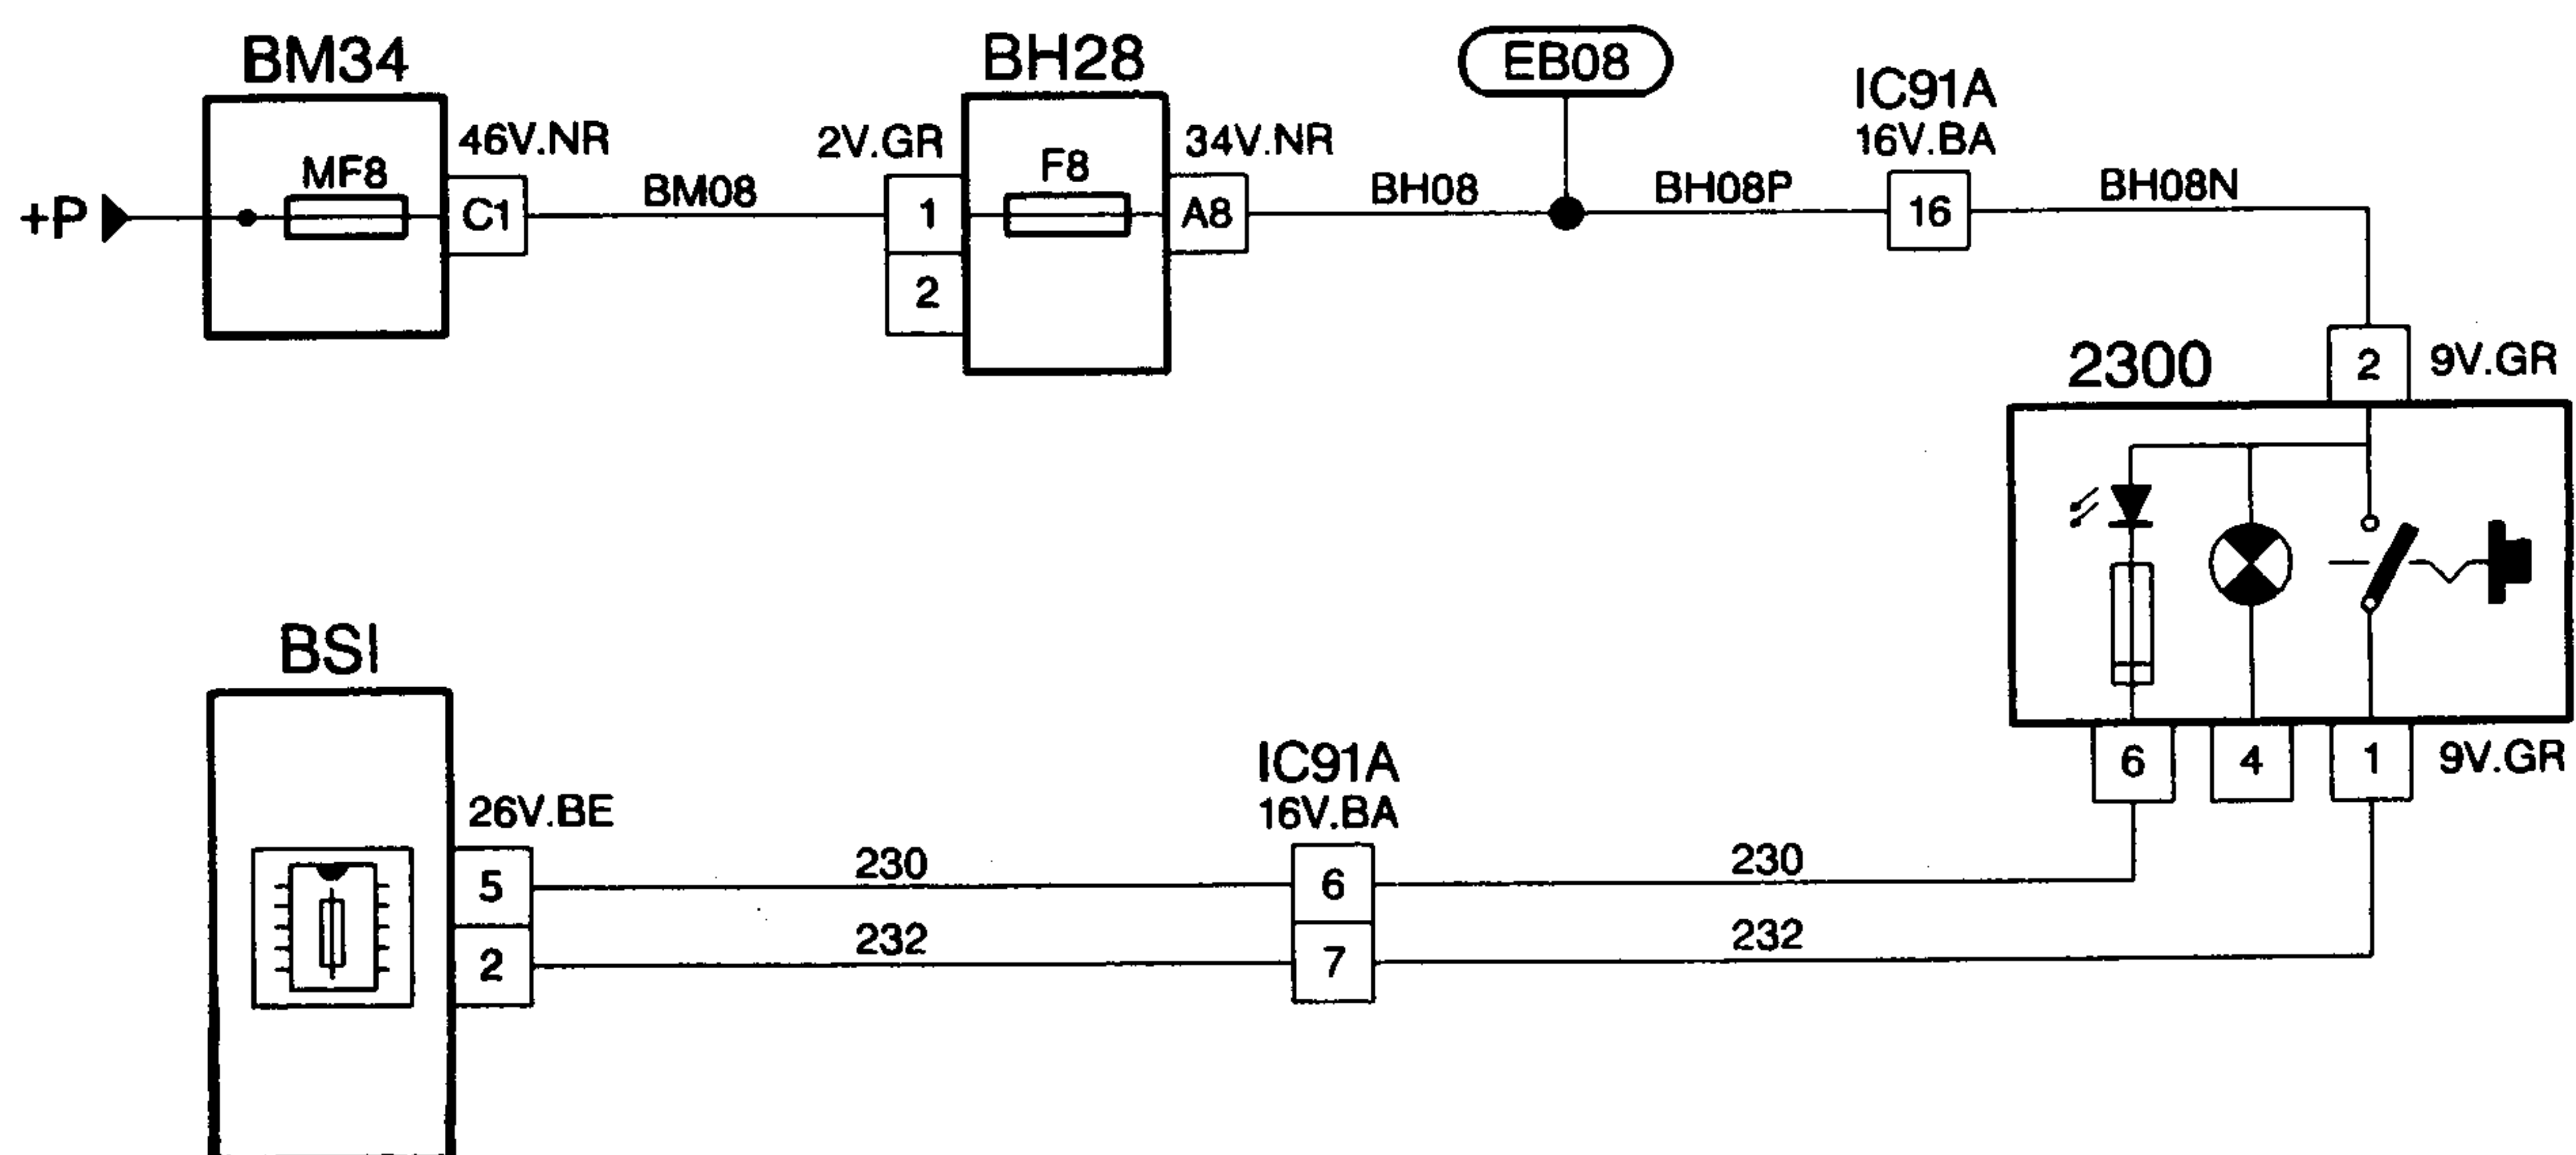 BM34
BH28
EB08
IC91A
16V.BA
46V.NR
2V.GR
34V.NR
MF8
F8
+P
C1
BM08
1
A8
BH08
BH08P
16
BH08N
2
2300
2
9V.GR
BSI
6
4
1
9V.GR
IC91A
16V.BA
26V.BE
5
230
6
230
2
232
7
232